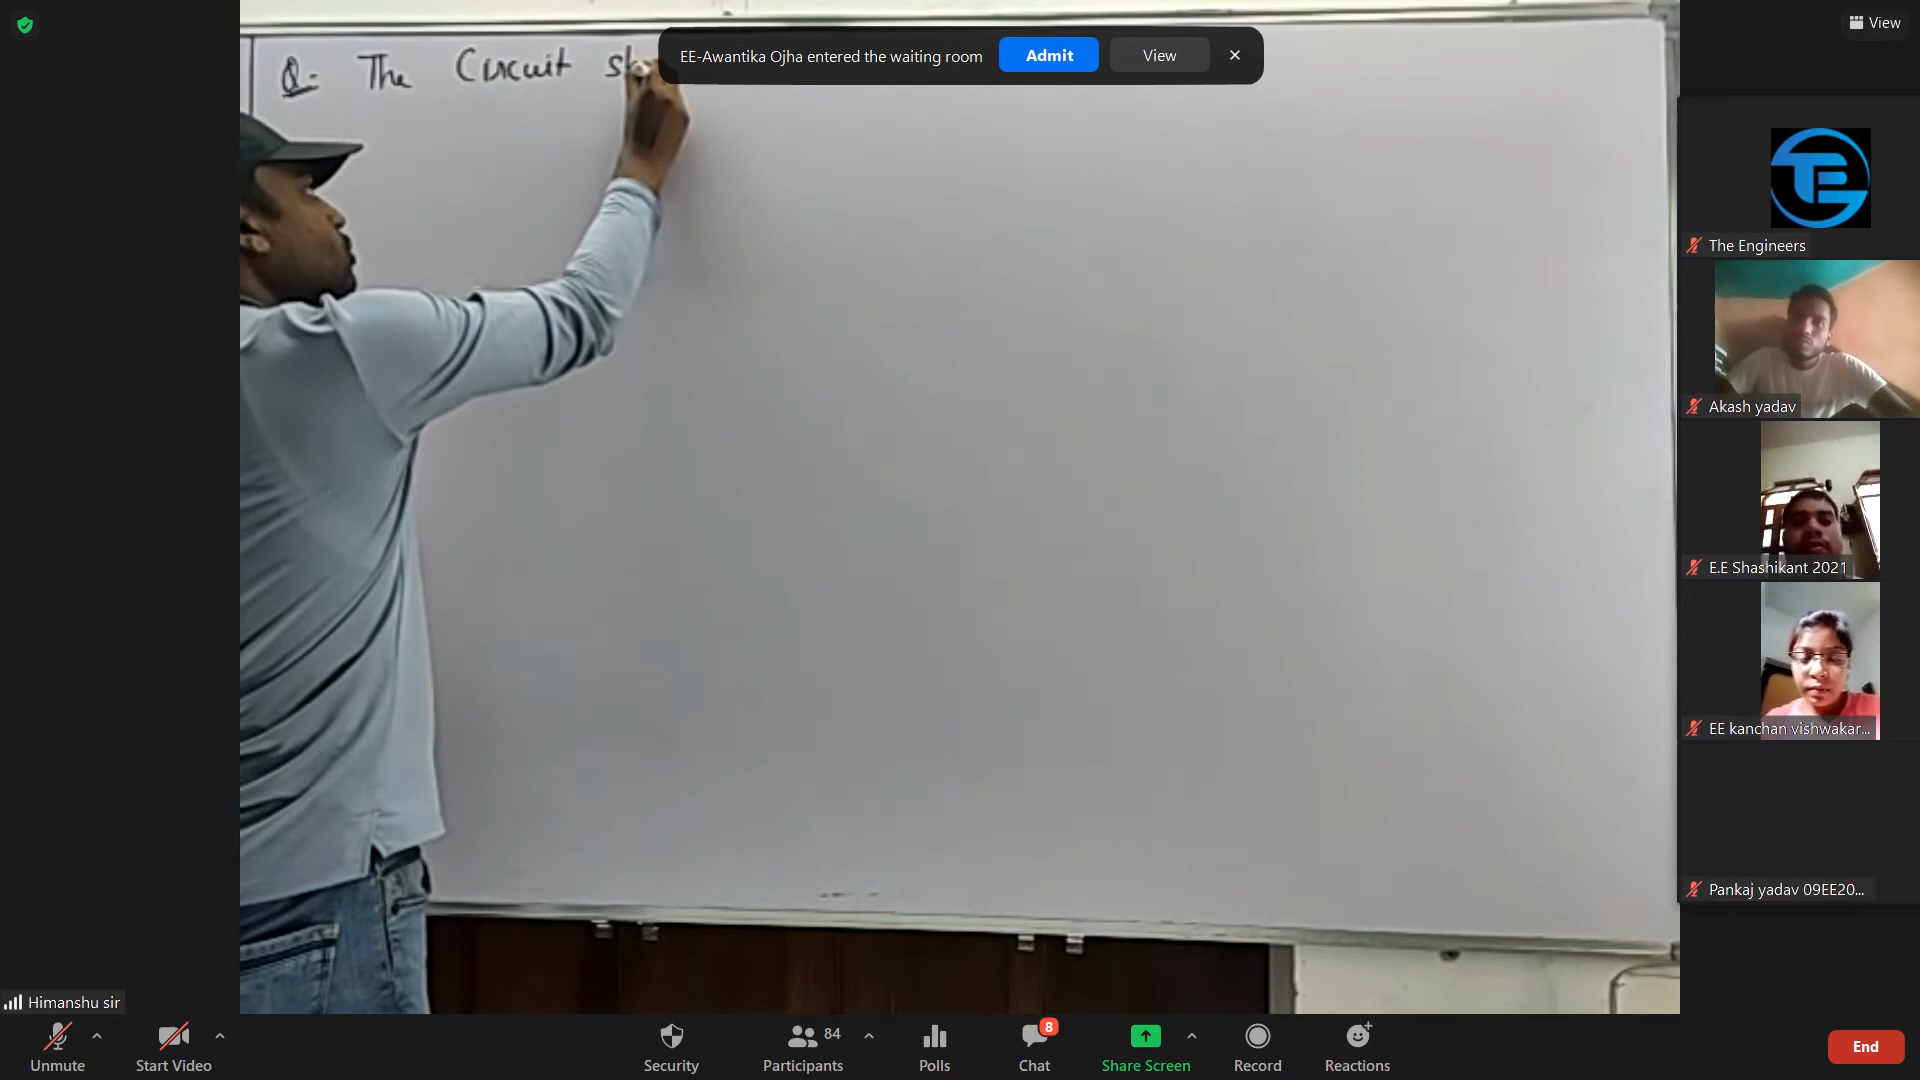 Q:- The Circuit sh
EE-Awantika Ojha entered the waiting room
Admit
View
View
The Engineers
Akash yadav
E.E Shashikant 2021
EE kanchan vishwakar...
Pankaj yadav 09EE20...
Himanshu sir
Unmute
Start Video
Security
84
Participants
Polls
8
Chat
Share Screen
Record
Reactions
End